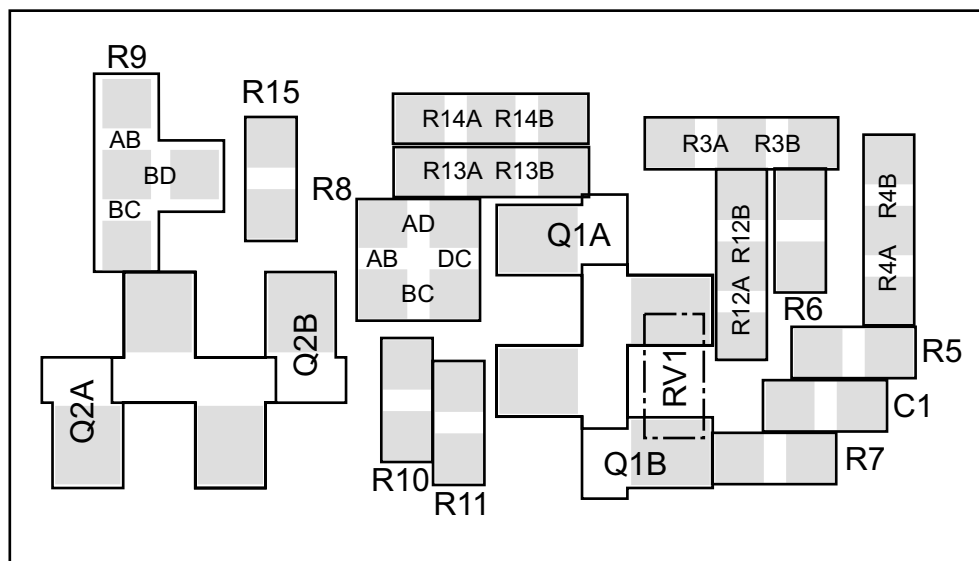 R9
R15
R14A R14B
R3A R3B
AB
R13A R13B
BD
R8
R4B
BC
AD
Q1A
R12B
AB DC
R4A
BC
R12A
R6
Q2B
R5
RV1
Q2A
C1
Q1B
R7
R10
R11